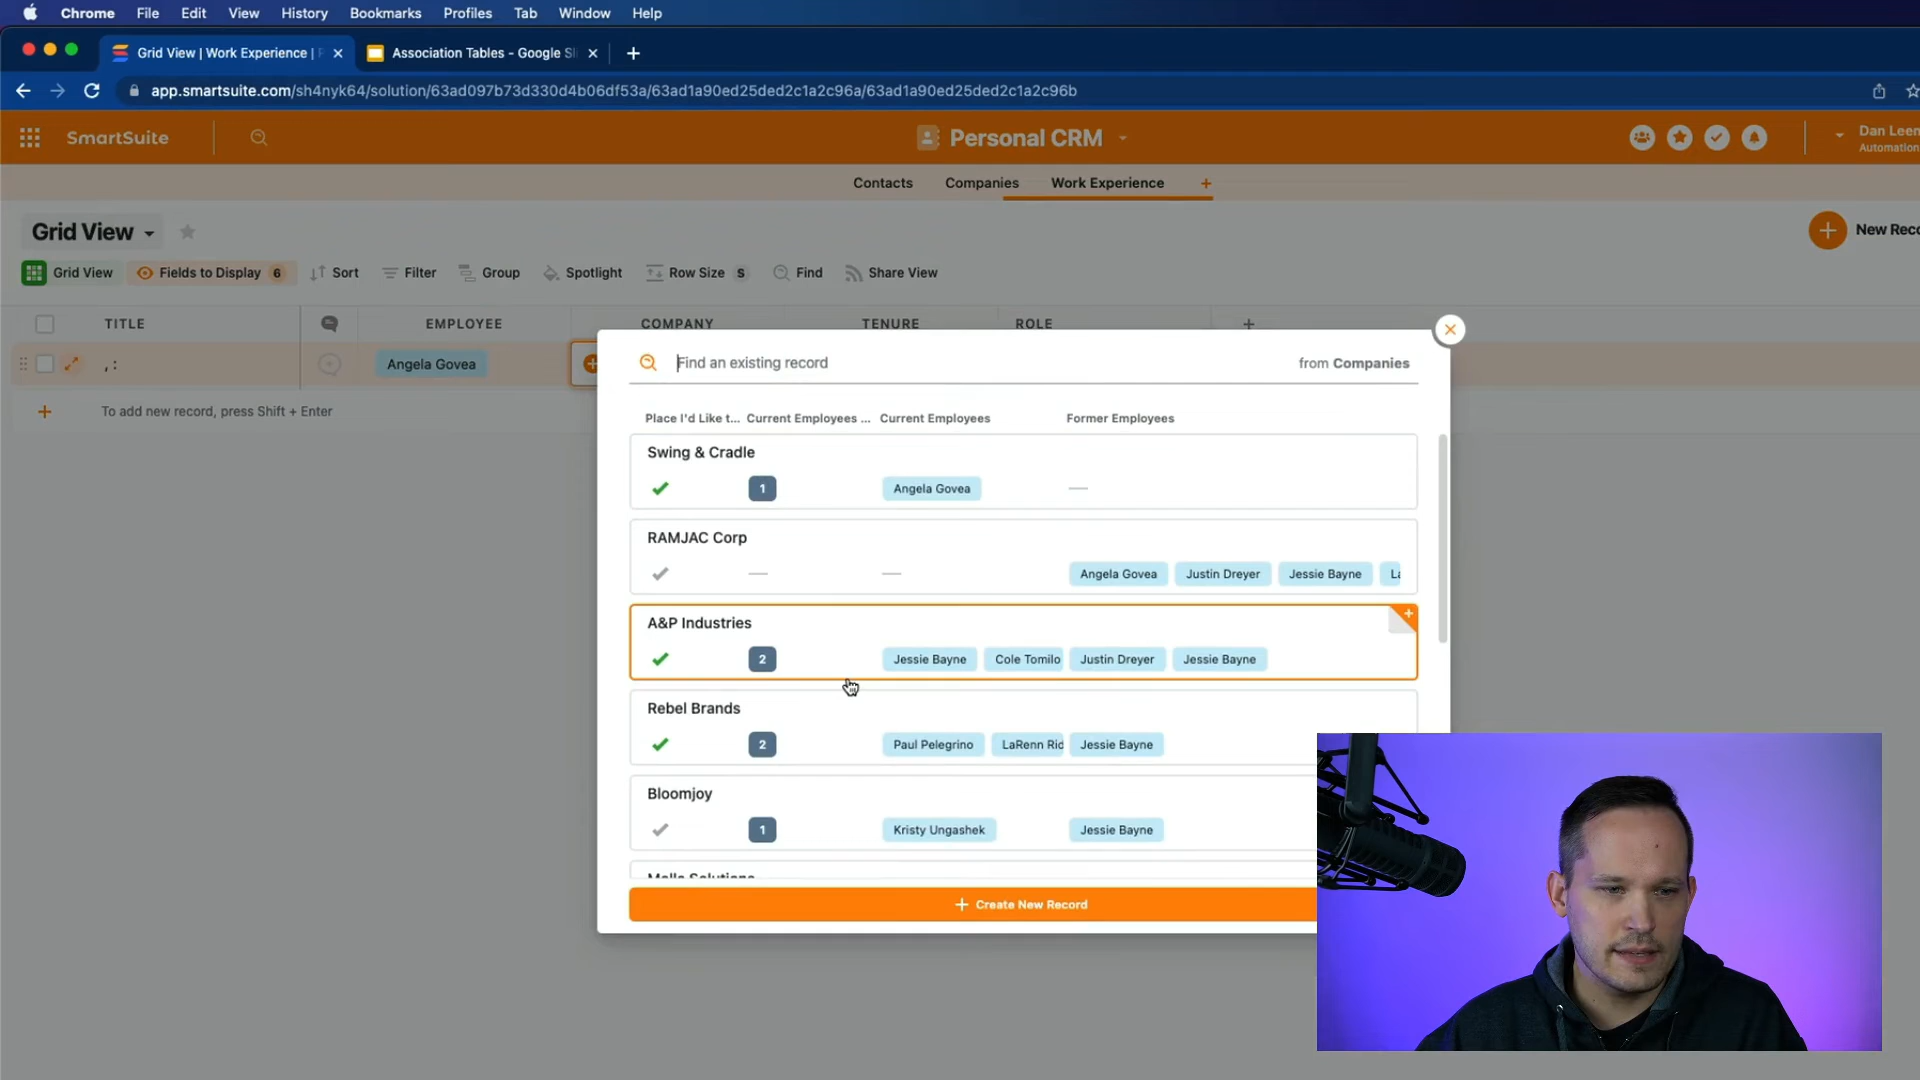 Chrome File Edit View History Bookmarks Profiles Tab Window Help
Grid View | Work Experience |
Association Tables - Google Sl
app.smartsuite.com/sh4nyk64/solution/63ad097b73d330d4b06df53a/63ad1a90ed25ded2c1a2c96a/63ad1a90ed25ded2c1a2c96b
SmartSuite
Personal CRM
Dan Leem
Automation
Contacts Companies Work Experience +
Grid View
New Reco
Grid View Fields to Display 6 Sort Filter Group Spotlight Row Size S Find Share View
TITLE EMPLOYEE COMPANY TENURE ROLE +
, : Angela Govea
+ To add new record, press Shift + Enter
Find an existing record from Companies
Place I'd Like t... Current Employees ... Current Employees Former Employees
Swing & Cradle
1 Angela Govea —
RAMJAC Corp
— — Angela Govea Justin Dreyer Jessie Bayne La
A&P Industries
2 Jessie Bayne Cole Tomilo Justin Dreyer Jessie Bayne
Rebel Brands
2 Paul Pelegrino LaRenn Rid Jessie Bayne
Bloomjoy
1 Kristy Ungashek Jessie Bayne
+ Create New Record